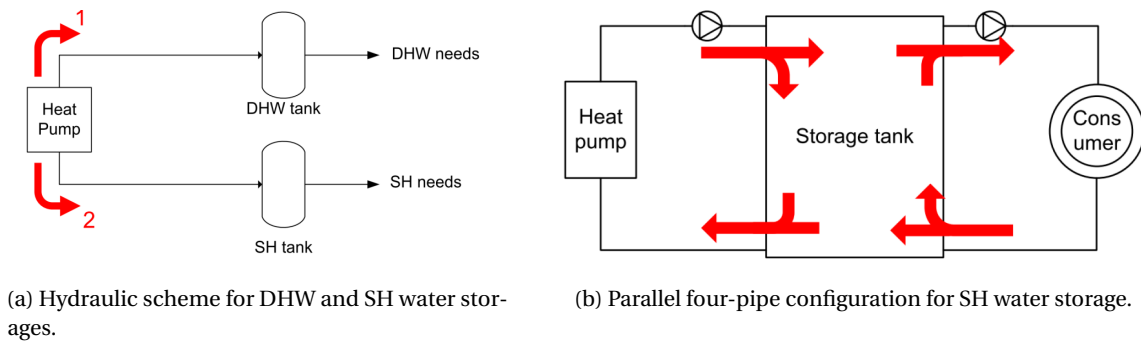 1
DHW needs
DHW tank
Heat
Pump
SH needs
2
SH tank
(a) Hydraulic scheme for DHW and SH water stor-
ages.
Heat
pump
Storage tank
Cons
umer
(b) Parallel four-pipe configuration for SH water storage.